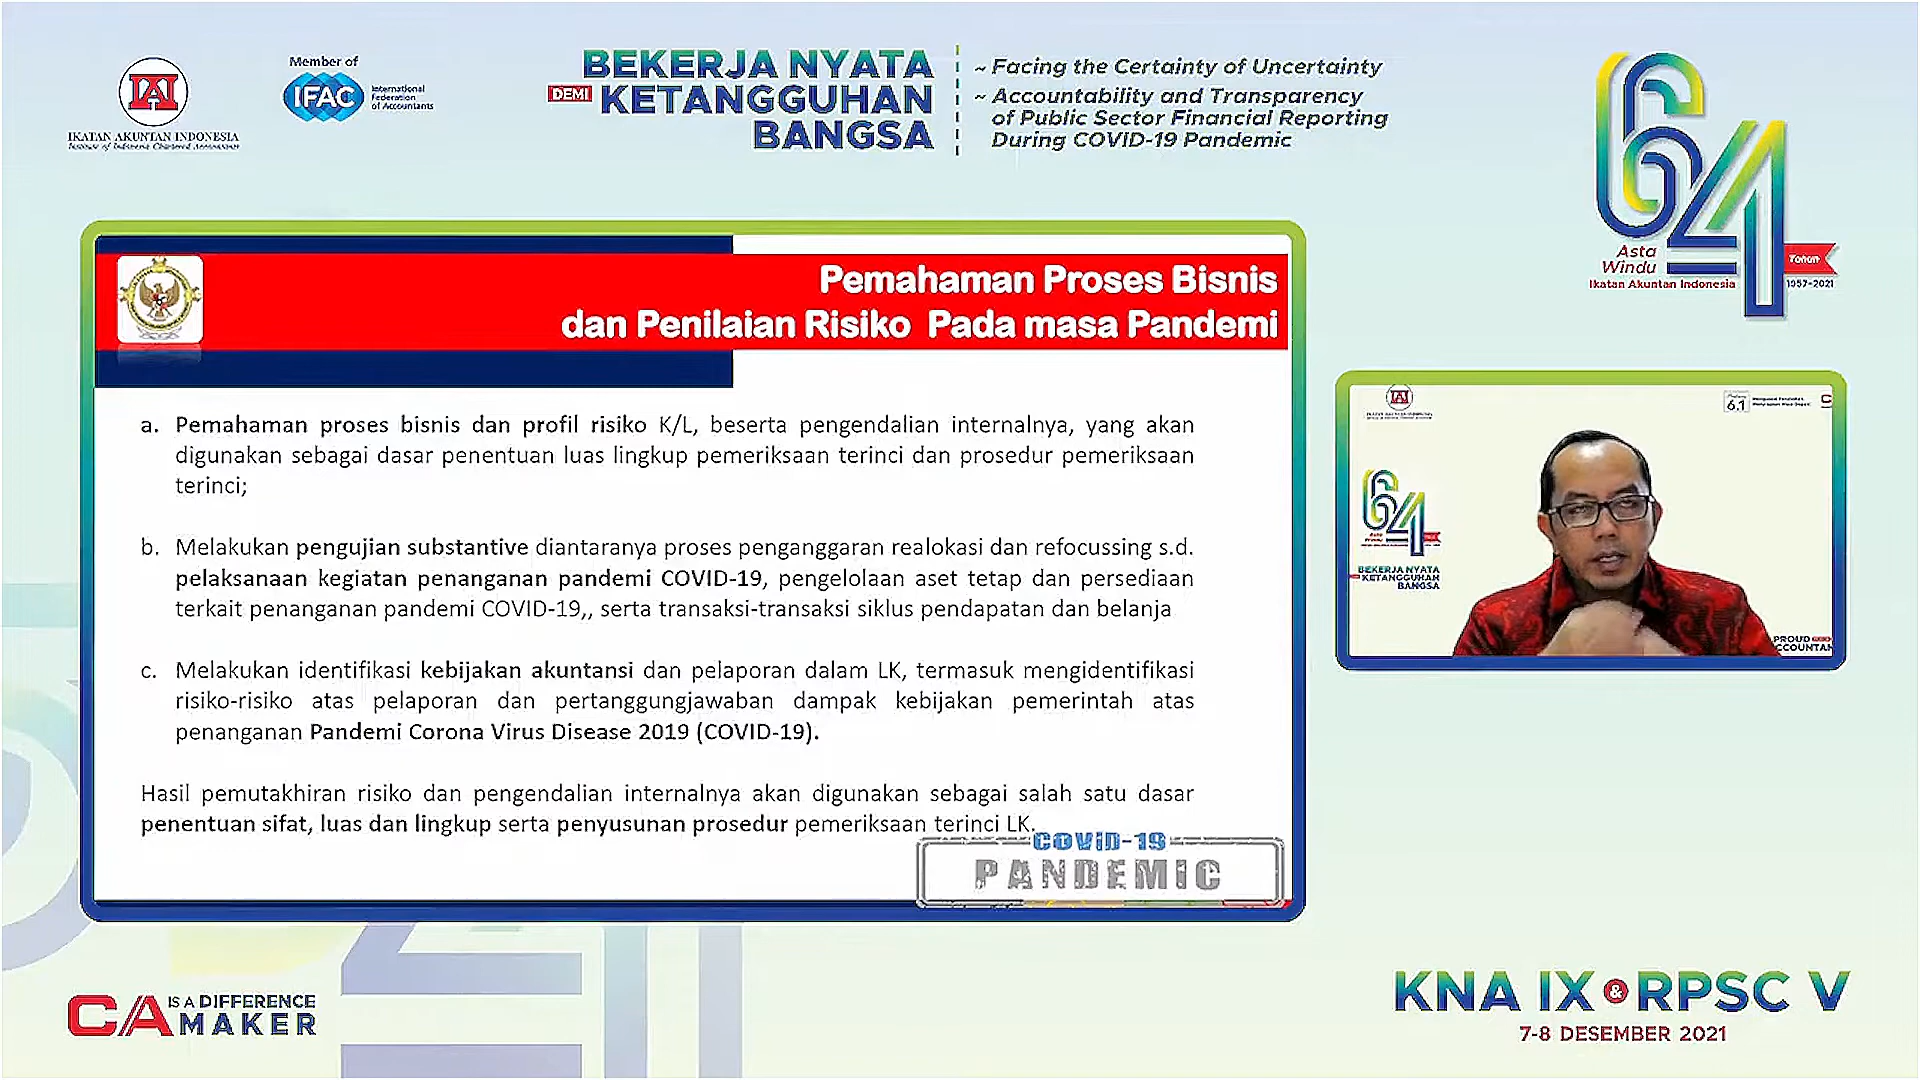 IAI
IKATAN AKUNTAN INDONESIA
Institute of Indonesia Chartered Accountants
Member of
IFAC
International
Federation
of Accountants
BEKERJA NYATA
DEMI KETANGGUHAN
BANGSA
~ Facing the Certainty of Uncertainty
~ Accountability and Transparency
of Public Sector Financial Reporting
During COVID-19 Pandemic
64
Asta
Windu
Tahun
Ikatan Akuntan Indonesia
1957-2021
Pemahaman Proses Bisnis
dan Penilaian Risiko Pada masa Pandemi
a. Pemahaman proses bisnis dan profil risiko K/L, beserta pengendalian internalnya, yang akan
digunakan sebagai dasar penentuan luas lingkup pemeriksaan terinci dan prosedur pemeriksaan
terinci;
b. Melakukan pengujian substantive diantaranya proses penganggaran realokasi dan refocussing s.d.
pelaksanaan kegiatan penanganan pandemi COVID-19, pengelolaan aset tetap dan persediaan
terkait penanganan pandemi COVID-19,, serta transaksi-transaksi siklus pendapatan dan belanja
c. Melakukan identifikasi kebijakan akuntansi dan pelaporan dalam LK, termasuk mengidentifikasi
risiko-risiko atas pelaporan dan pertanggungjawaban dampak kebijakan pemerintah atas
penanganan Pandemi Corona Virus Disease 2019 (COVID-19).
Hasil pemutakhiran risiko dan pengendalian internalnya akan digunakan sebagai salah satu dasar
penentuan sifat, luas dan lingkup serta penyusunan prosedur pemeriksaan terinci LK.
COVID-19
PANDEMIC
IAI
6.1
64
BEKERJA NYATA
KETANGGUHAN
BANGSA
PROUD
CCOUNTAN
CA IS A DIFFERENCE
MAKER
KNA IX & RPSC V
7-8 DESEMBER 2021